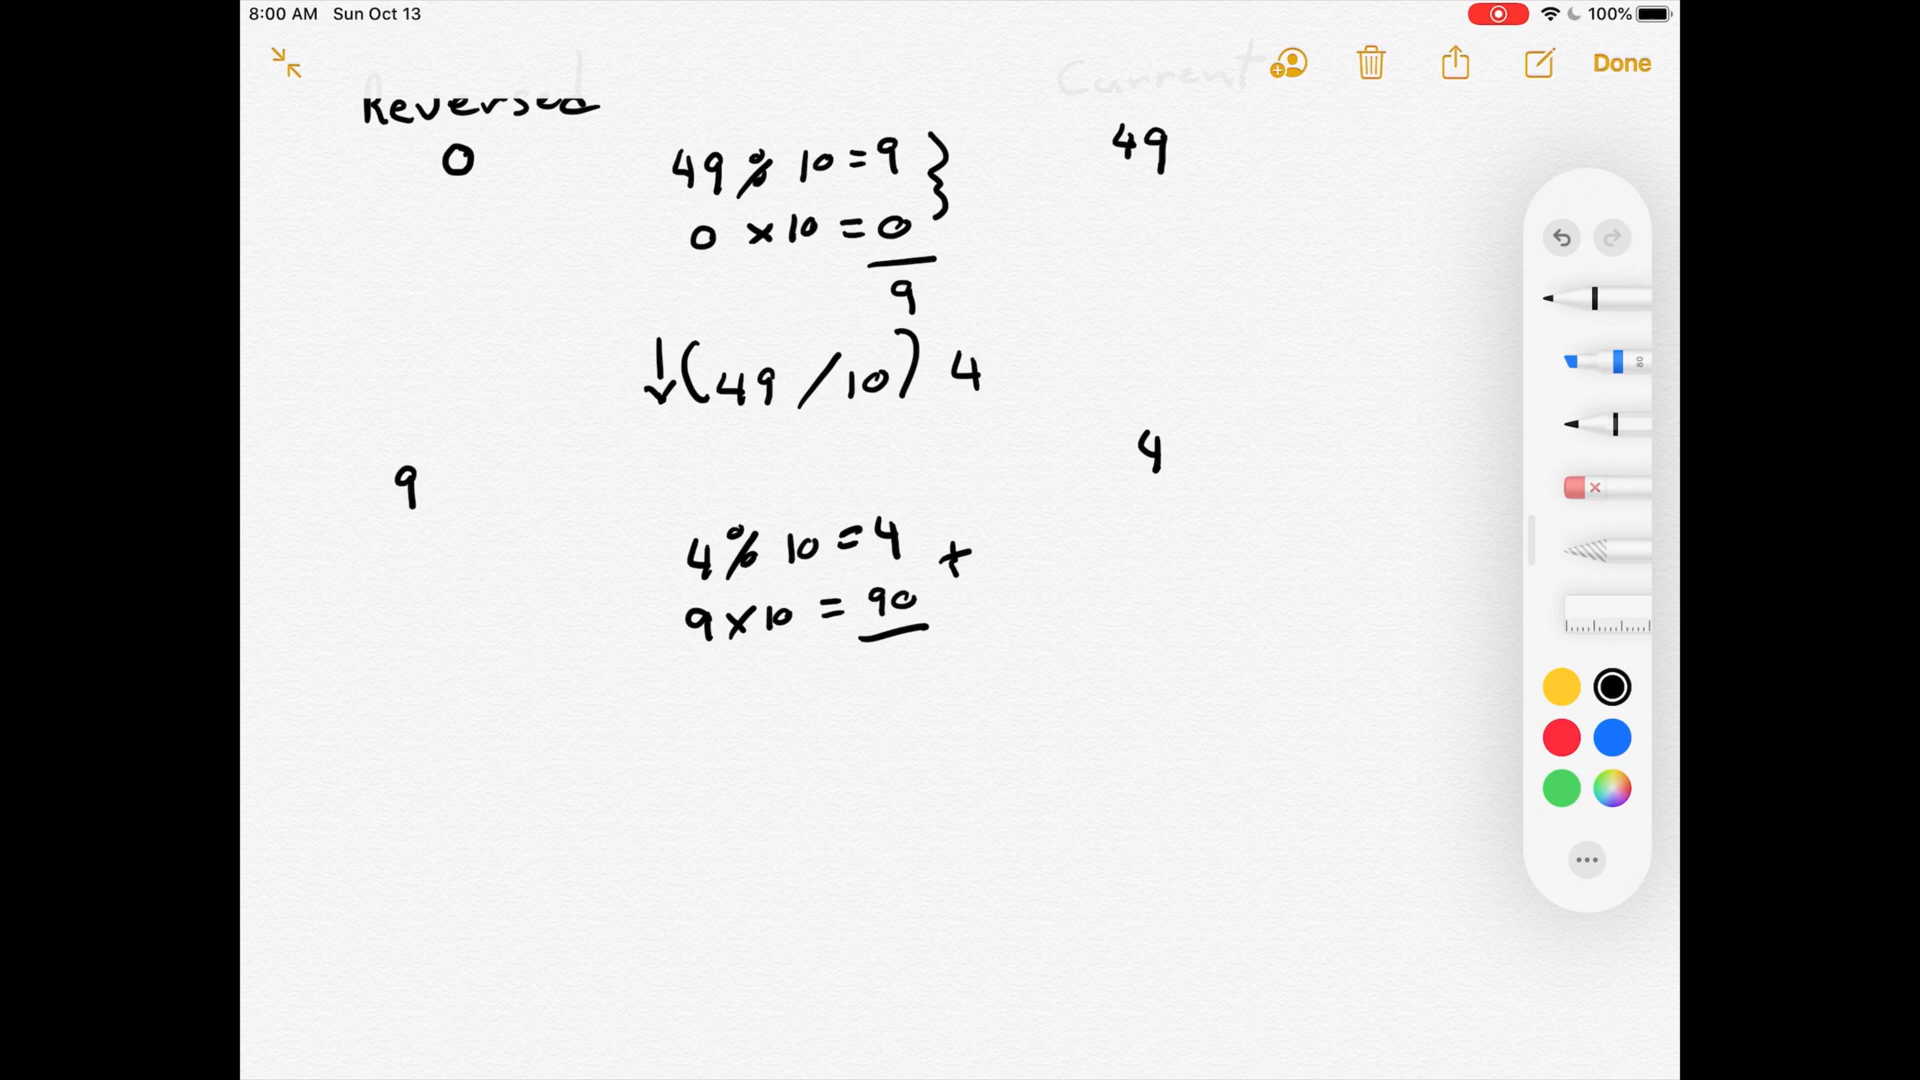 8:00 AM Sun Oct 13
100%
Done
Reversed
Current
0
49 % 10 = 9 }
49
0 x 10 = 0
9
↓(49 / 10) 4
4
9
4 % 10 = 4 +
9 x 10 = 90
80